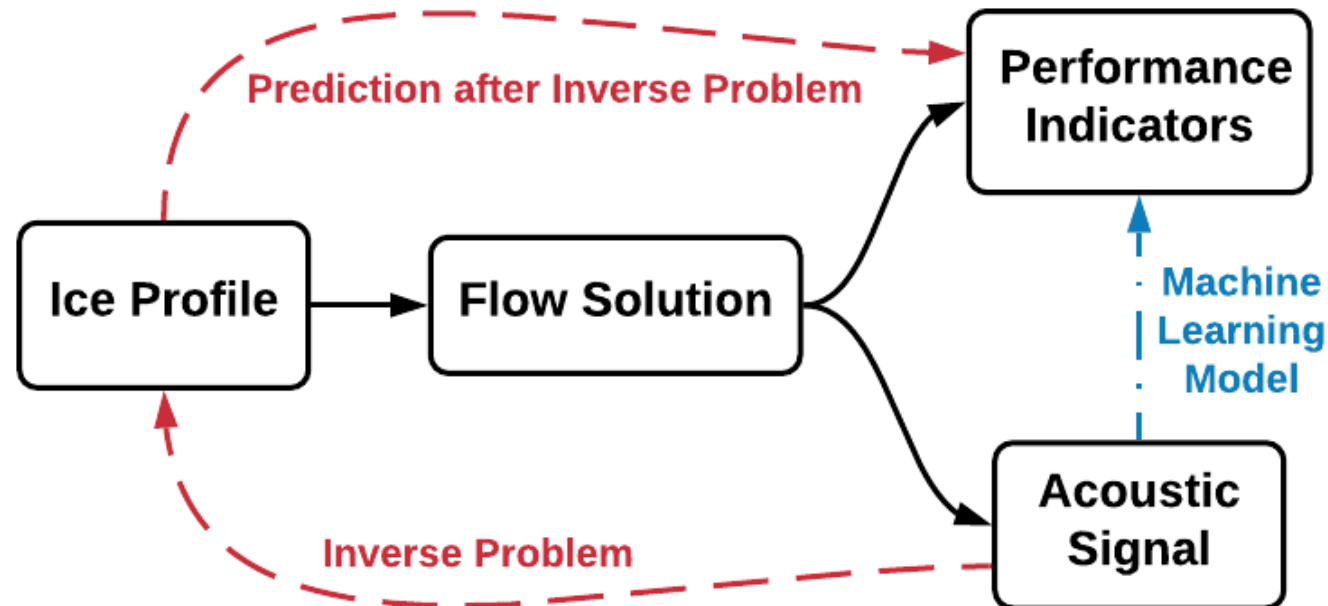 Prediction after Inverse Problem
Performance
Indicators
Ice Profile
Flow Solution
Machine
Learning
Model
Acoustic
Signal
Inverse Problem